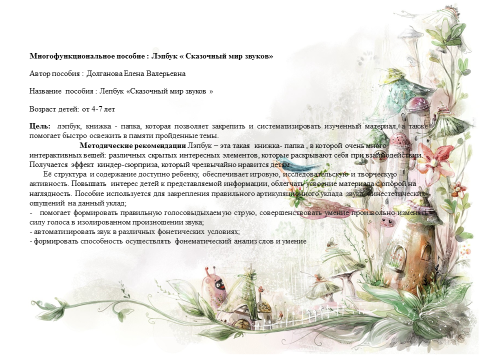 Многофункциональное пособие : Лэпбук « Сказочный мир звуков»
Автор пособия : Долганова Елена Валерьевна
Название пособия : Лепбук «Сказочный мир звуков »
Возраст детей: от 4-7 лет
Цель: лэпбук, книжка - папка, которая позволяет закрепить и систематизировать изученный материал, а также
помогает быстро освежить в памяти пройденные темы.
Методические рекомендации Лэпбук – эта такая книжка- папка , в которой очень много
интерактивных вещей: различных скрытых интересных элементов, которые раскрывают себя при взаимодействии.
Получается эффект киндер-сюрприза, который чрезвычайно нравится детям.
Её структура и содержание доступно ребенку, обеспечивает игровую, исследовательскую и творческую
активность. Повышать интерес детей к представляемой информации, облегчать усвоение материала с опорой на
наглядность. Пособие используется для закрепления правильного артикуляционного уклада звука, кинестетических
ощущений на данный уклад;
- помогает формировать правильную голосовыдыхаемую струю, совершенствовать умение произвольно изменять
силу голоса в изолированном произношении звука;
- автоматизировать звук в различных фонетических условиях;
- формировать способность осуществлять фонематический анализ слов и умение